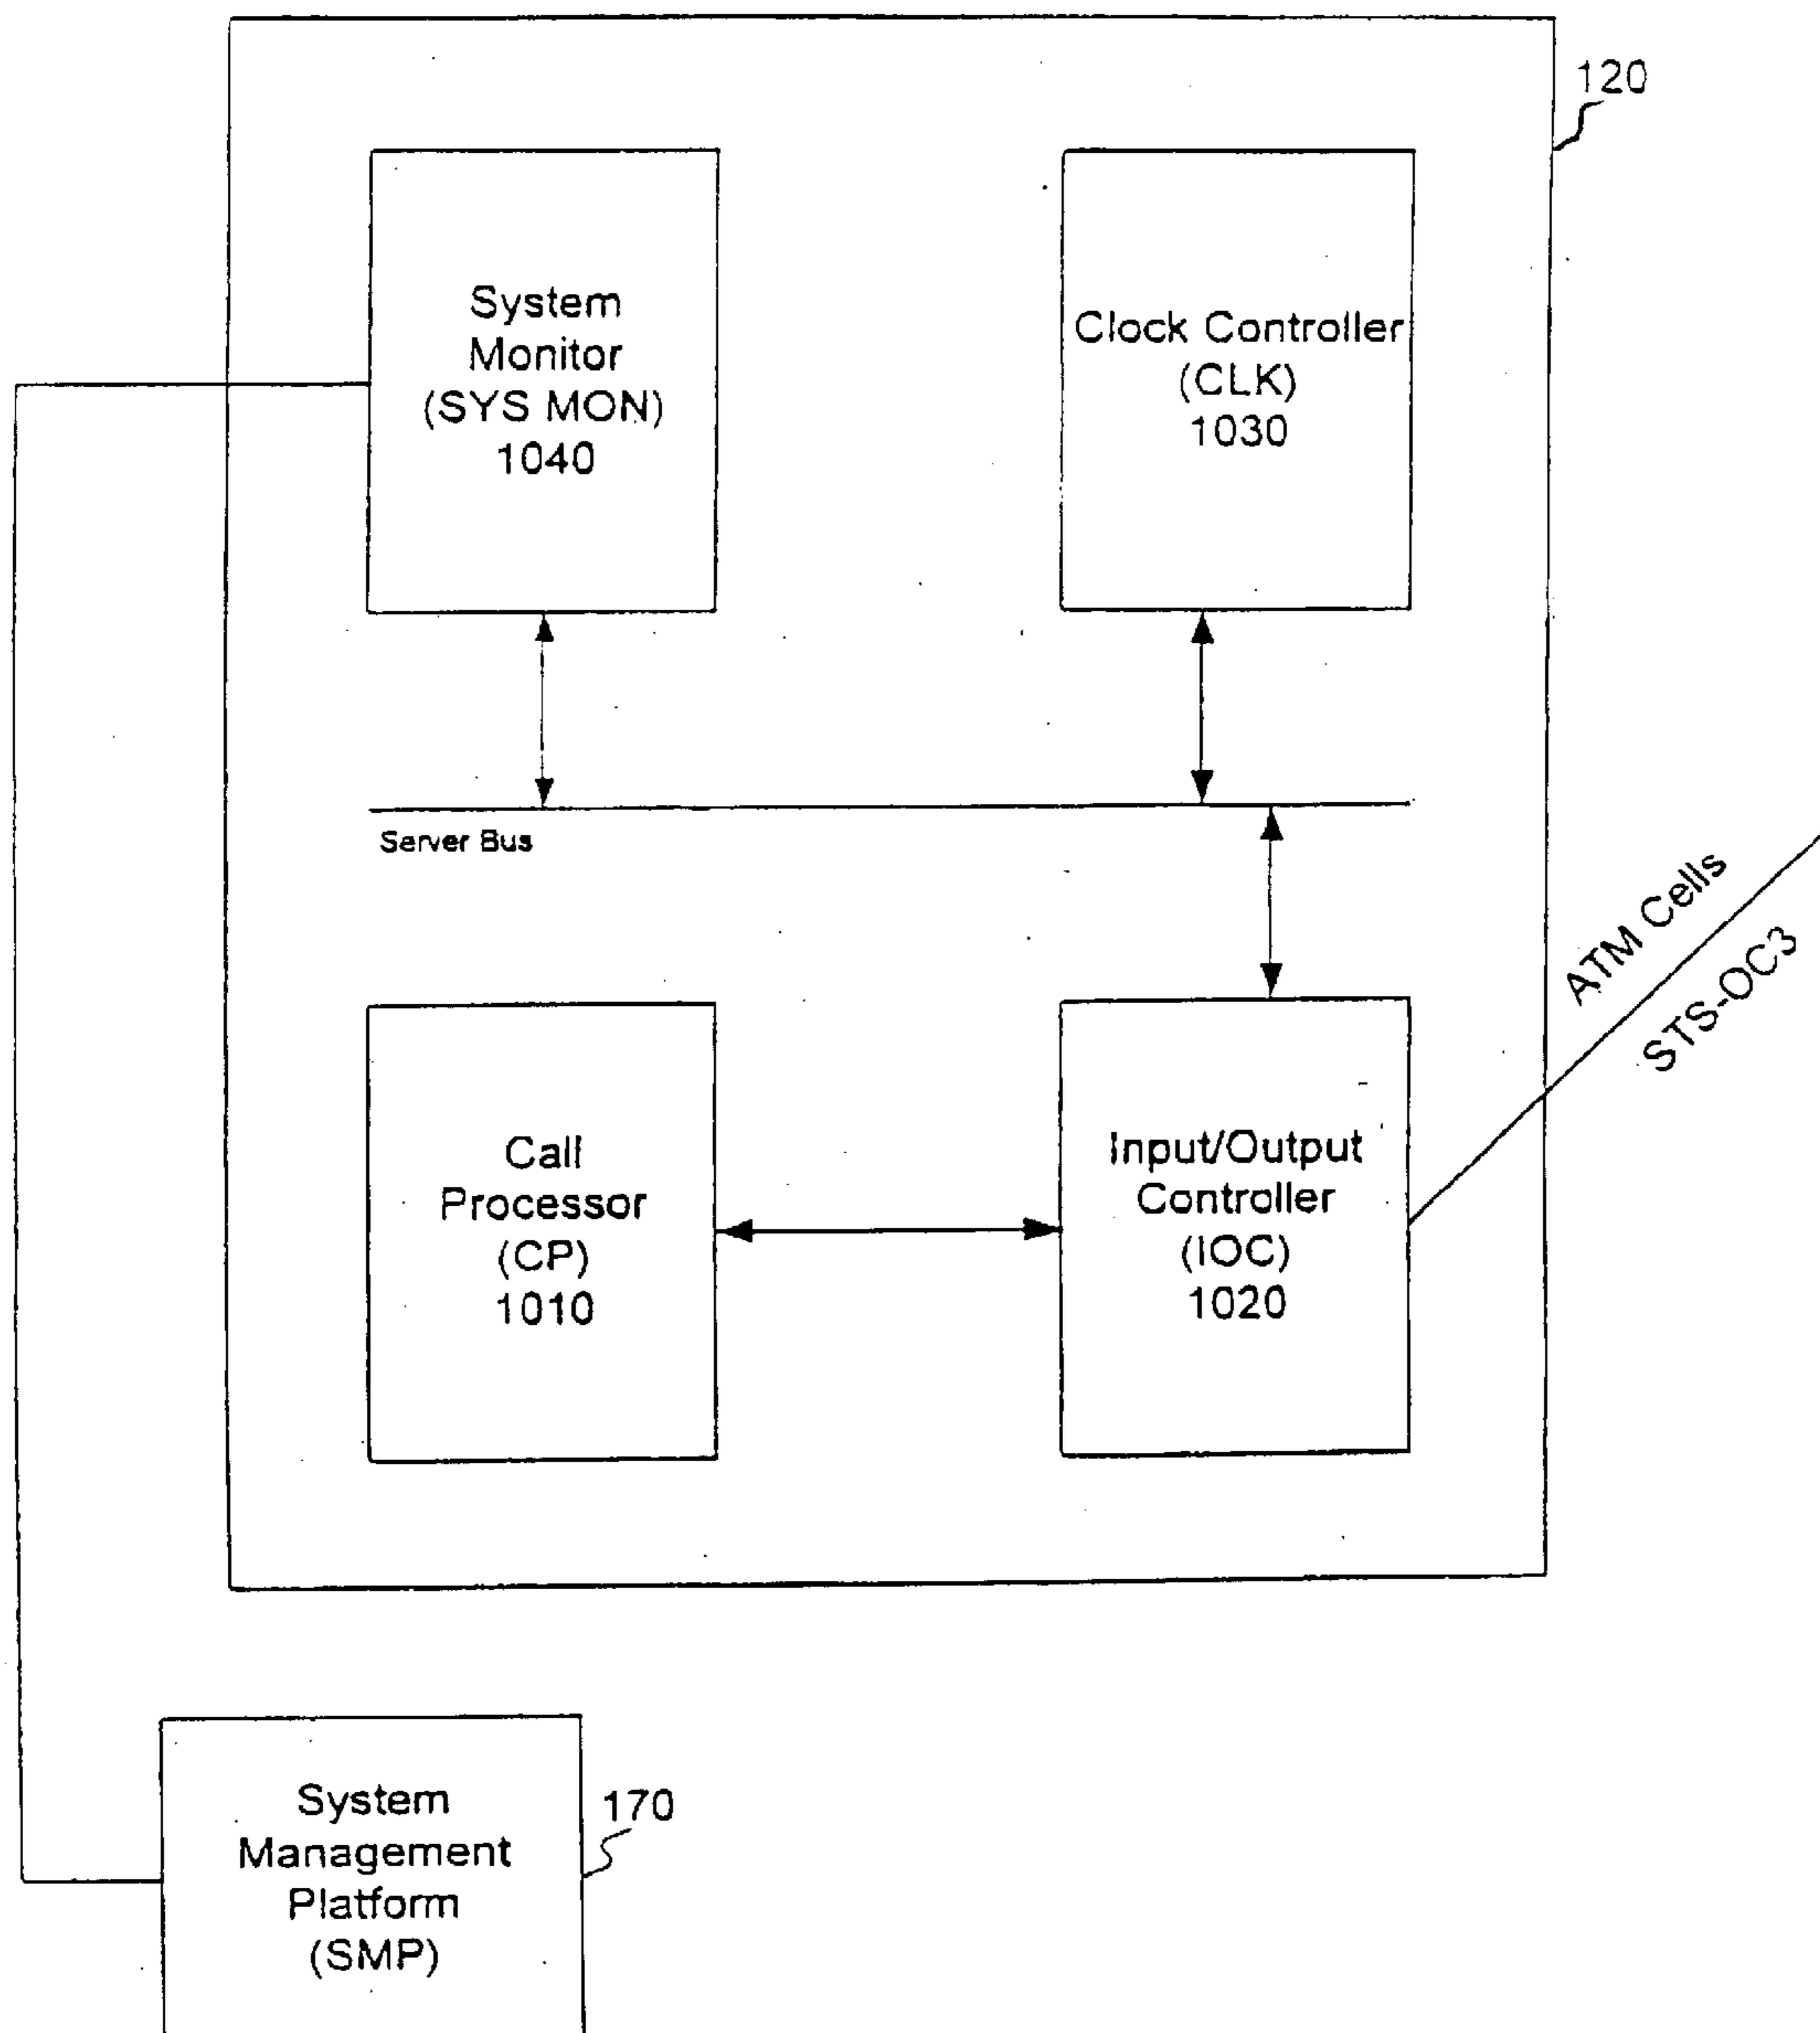 120
System
Monitor
(SYS MON)
1040
Clock Controller
(CLK)
1030
Server Bus
ATM Cells
STS-OC3
Call
Processor
(CP)
1010
Input/Output
Controller
(IOC)
1020
System
Management
Platform
(SMP)
170